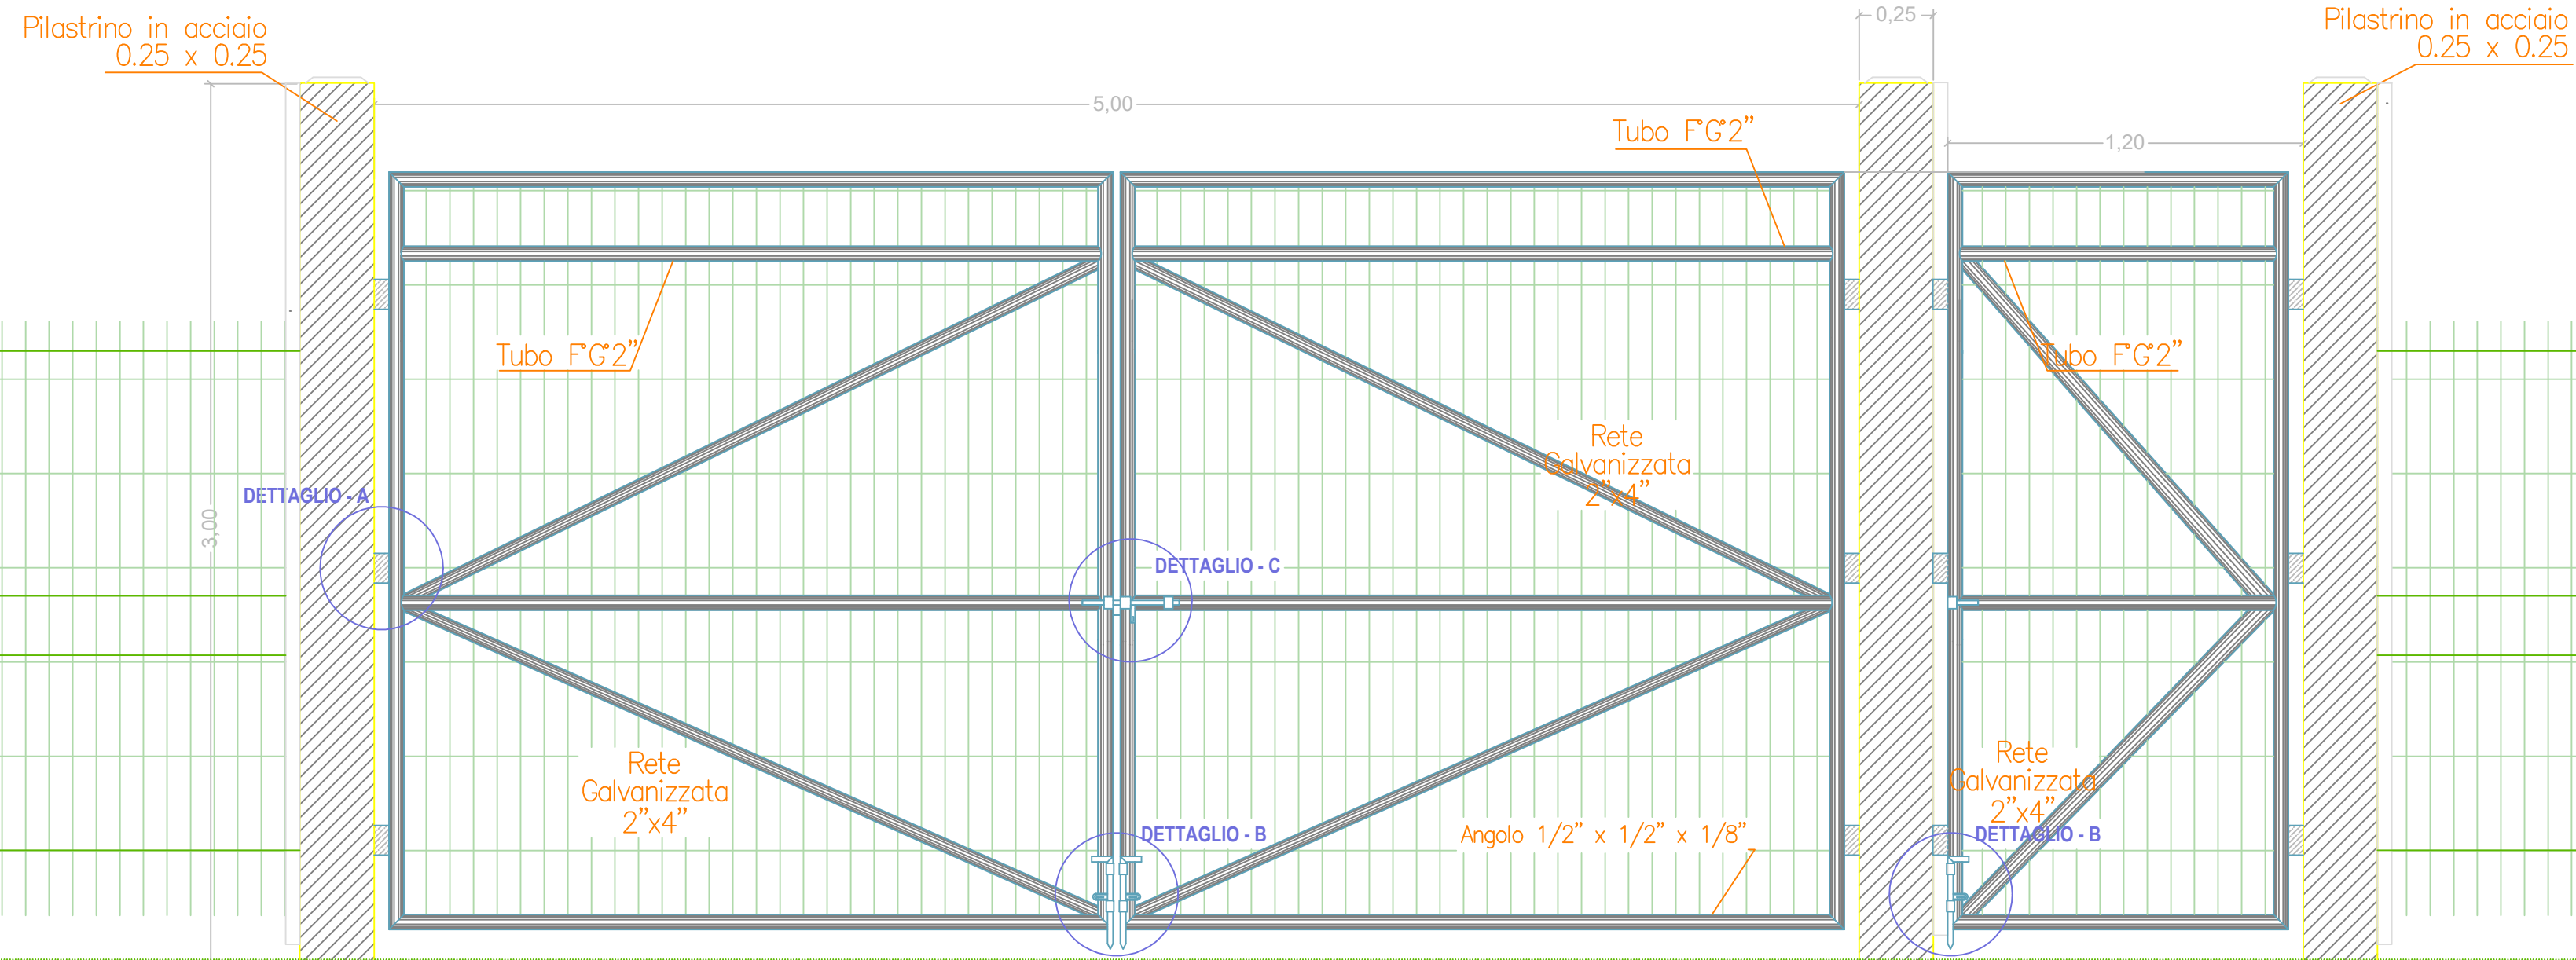 Pilastrino in acciaio
0.25 x 0.25
0,25
Pilastrino in acciaio
0.25 x 0.25
5,00
Tubo F°G°2"
1,20
Tubo F°G°2"
Tubo F°G°2"
Rete
Galvanizzata
2"x4"
DETTAGLIO - A
3,00
DETTAGLIO - C
Rete
Galvanizzata
2"x4"
DETTAGLIO - B
Angolo 1/2" x 1/2" x 1/8"
Rete
Galvanizzata
2"x4"
DETTAGLIO - B